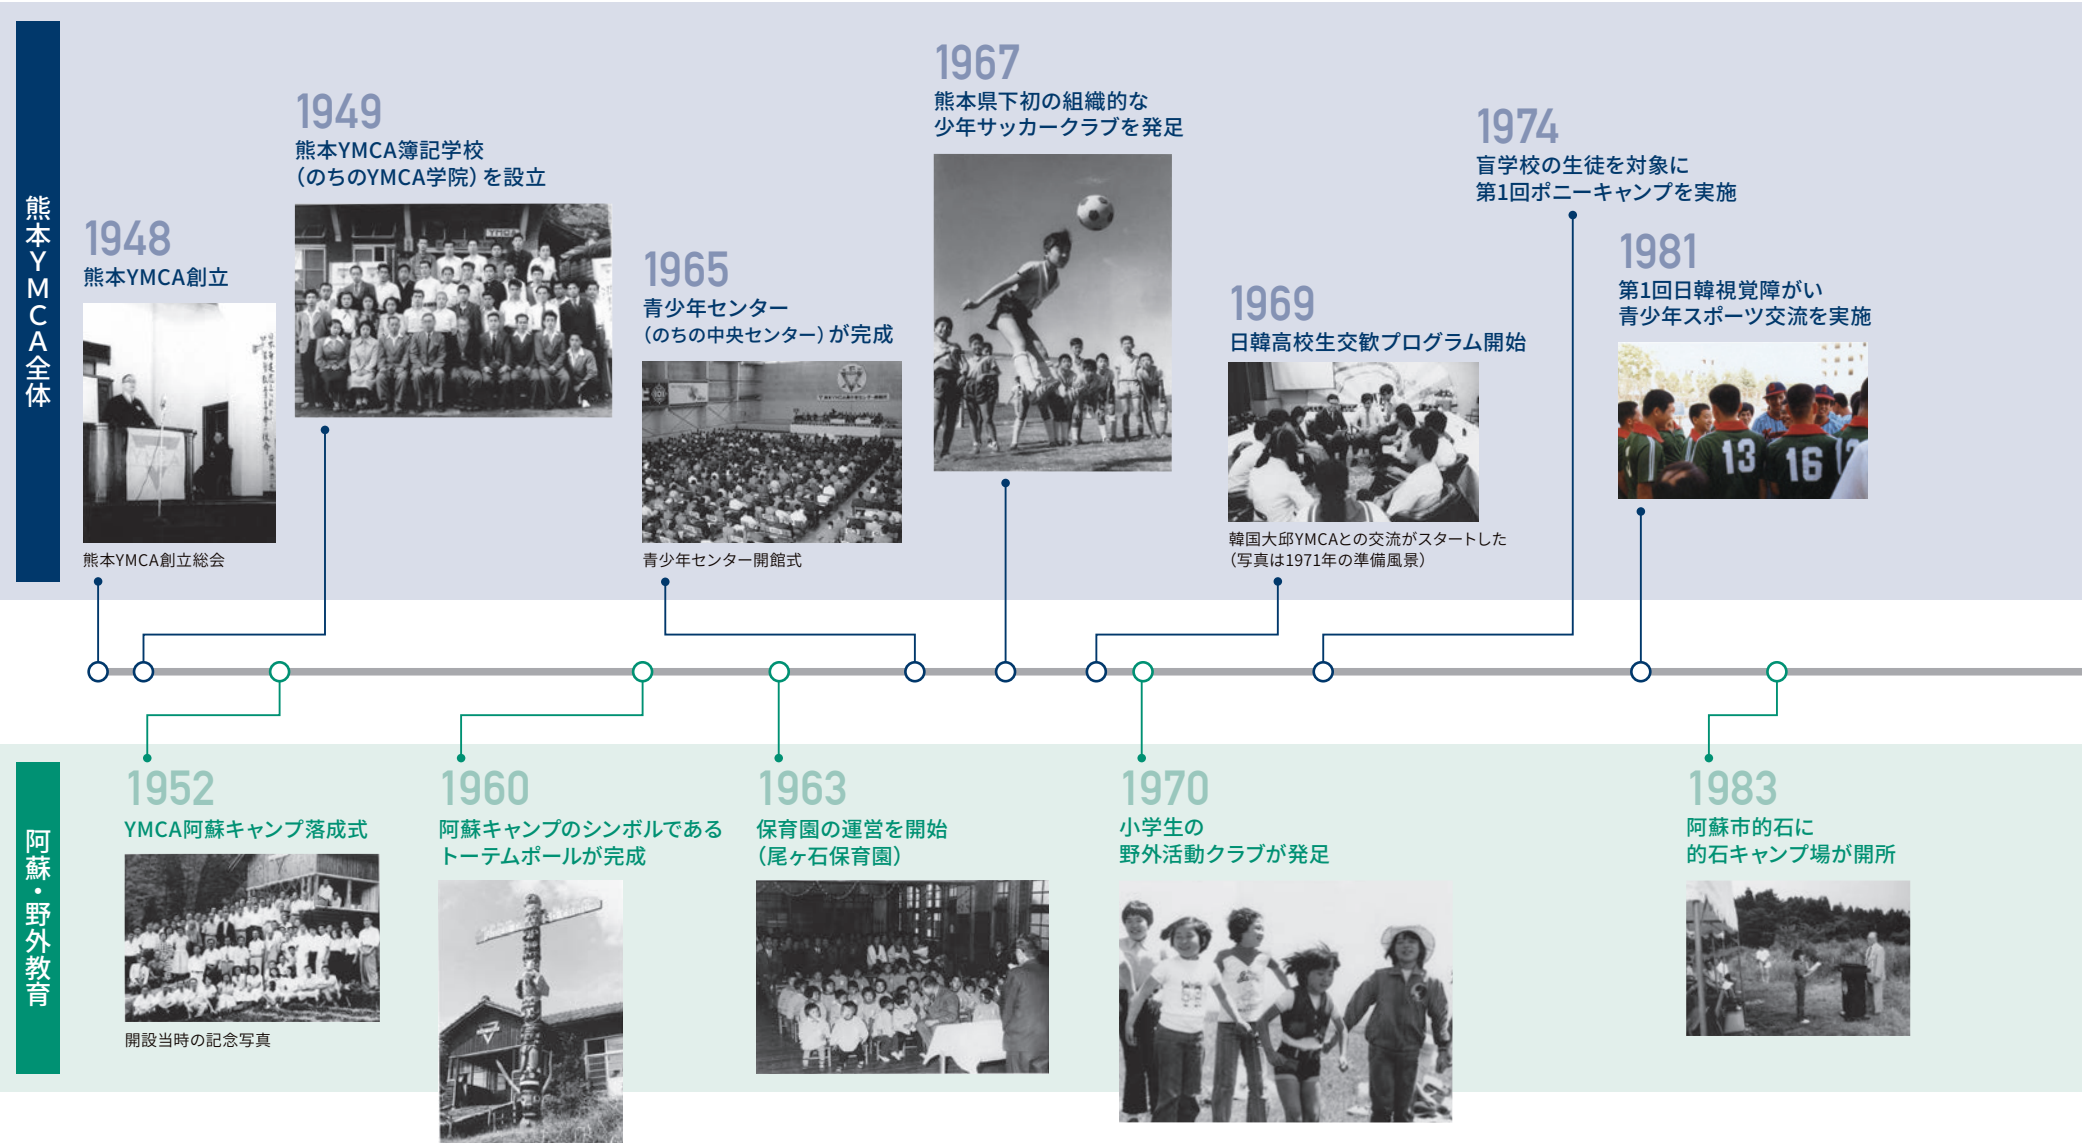 熊本YMCA全体
1948
熊本YMCA創立
熊本YMCA創立総会
1949
熊本YMCA簿記学校
（のちのYMCA学院）を設立
YMCA
1965
青少年センター
（のちの中央センター）が完成
青少年センター開館式
1967
熊本県下初の組織的な
少年サッカークラブを発足
1969
日韓高校生交歓プログラム開始
韓国大邱YMCAとの交流がスタートした
（写真は1971年の準備風景）
1974
盲学校の生徒を対象に
第1回ポニーキャンプを実施
1981
第1回日韓視覚障がい
青少年スポーツ交流を実施
13
16
阿蘇・野外教育
1952
YMCA阿蘇キャンプ落成式
開設当時の記念写真
1960
阿蘇キャンプのシンボルである
トーテムポールが完成
1963
保育園の運営を開始
（尾ヶ石保育園）
1970
小学生の
野外活動クラブが発足
1983
阿蘇市的石に
的石キャンプ場が開所